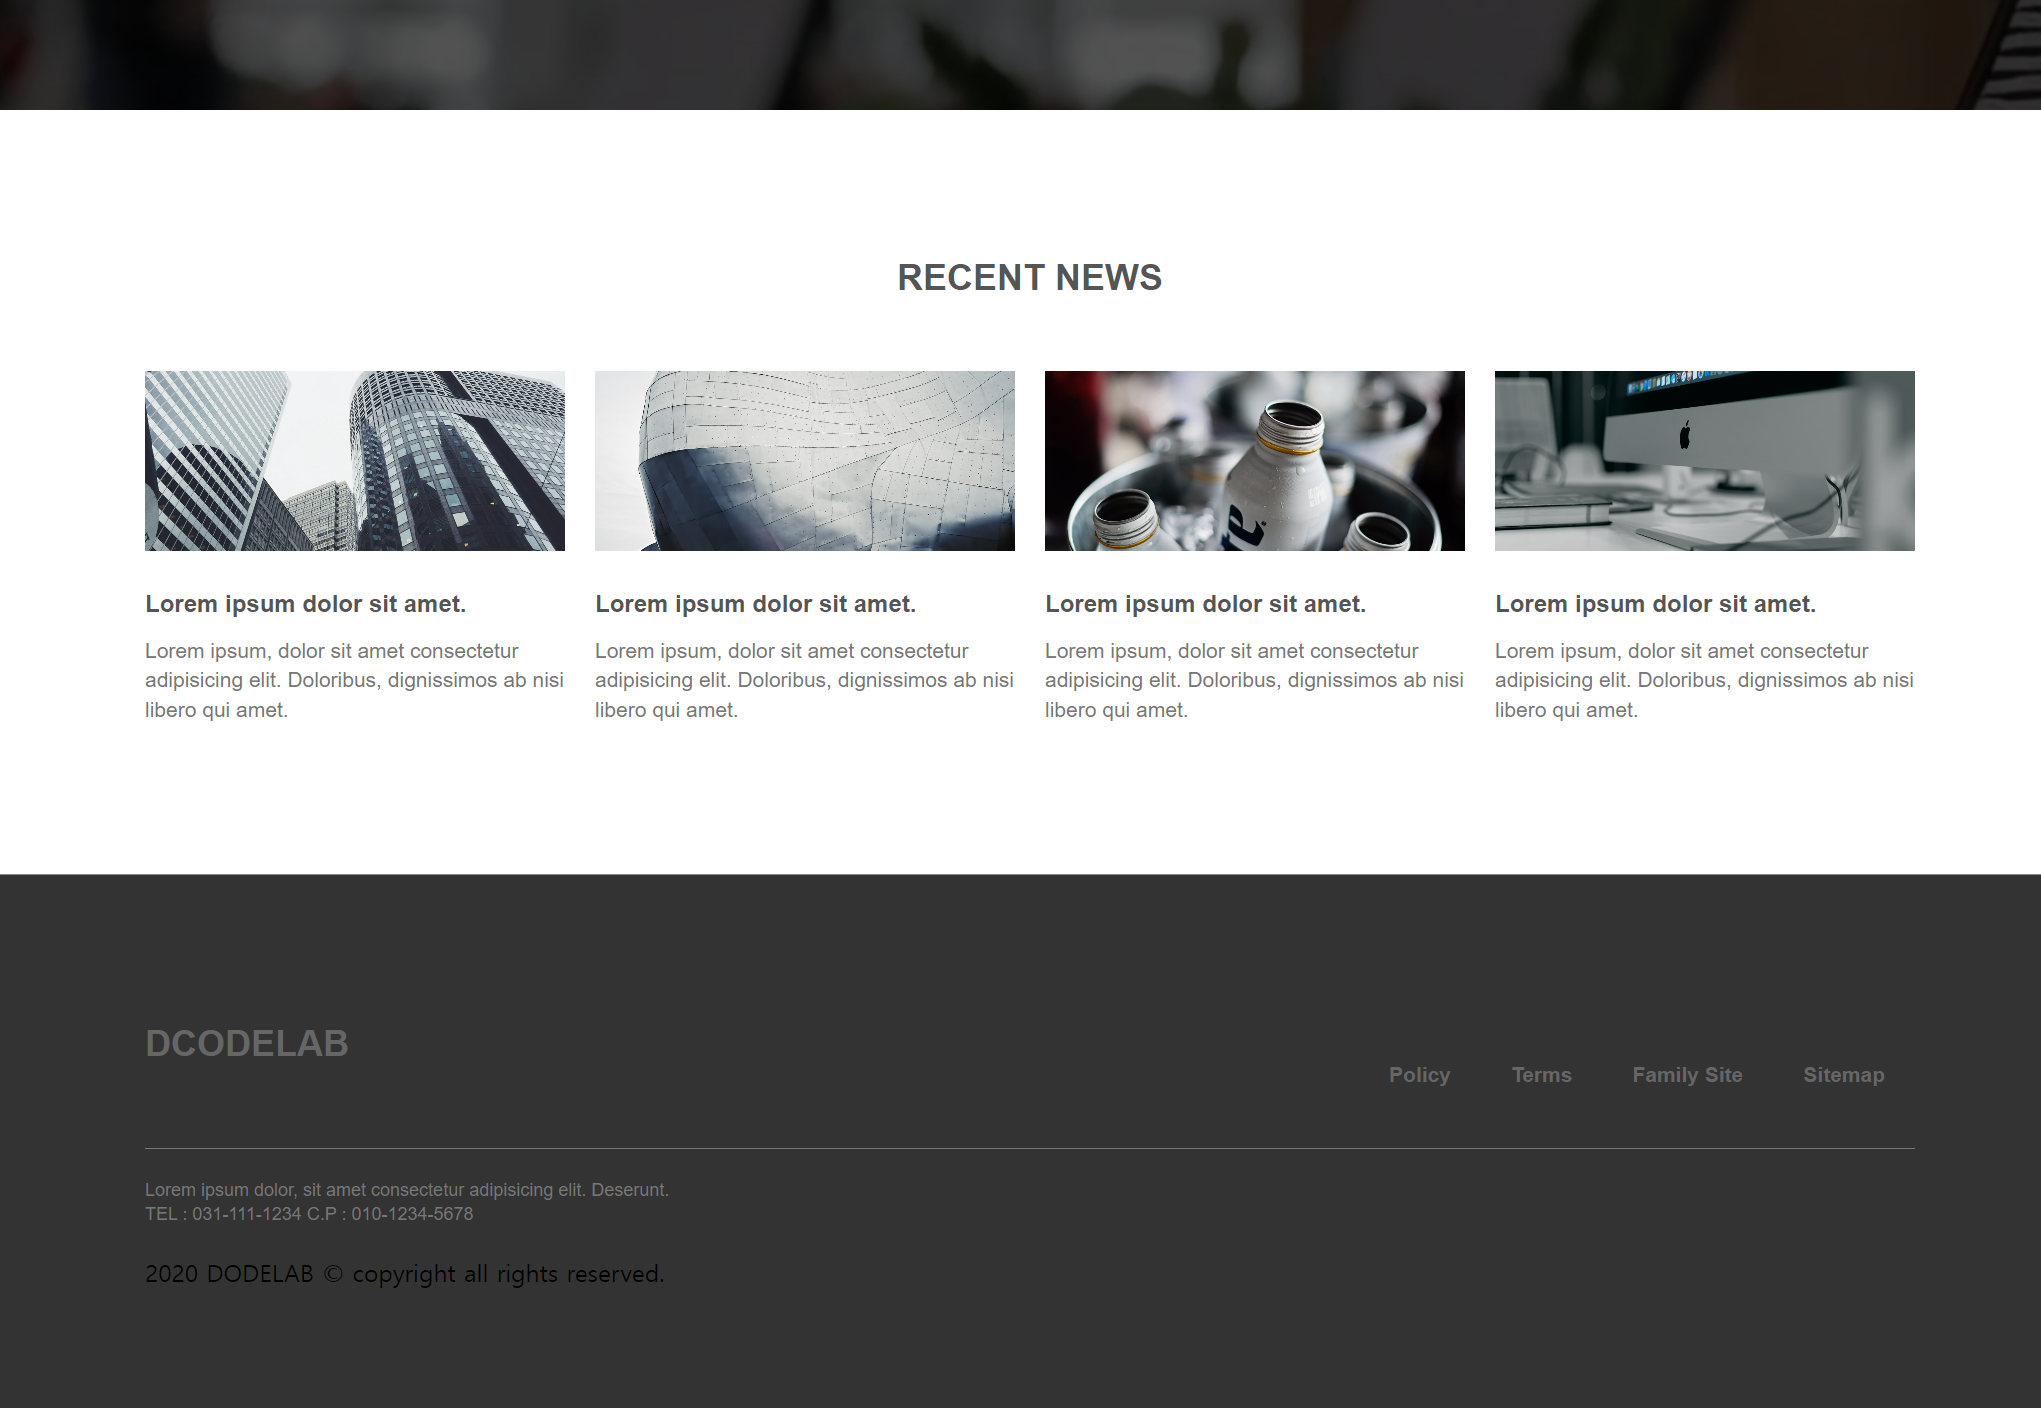 RECENT NEWS
Lorem ipsum dolor sit amet.
Lorem ipsum, dolor sit amet consectetur
adipisicing elit. Doloribus, dignissimos ab nisi
libero qui amet.
Lorem ipsum dolor sit amet.
Lorem ipsum, dolor sit amet consectetur
adipisicing elit. Doloribus, dignissimos ab nisi
libero qui amet.
Lorem ipsum dolor sit amet.
Lorem ipsum, dolor sit amet consectetur
adipisicing elit. Doloribus, dignissimos ab nisi
libero qui amet.
Lorem ipsum dolor sit amet.
Lorem ipsum, dolor sit amet consectetur
adipisicing elit. Doloribus, dignissimos ab nisi
libero qui amet.
DCODELAB
Policy Terms Family Site Sitemap
Lorem ipsum dolor, sit amet consectetur adipisicing elit. Deserunt.
TEL : 031-111-1234 C.P : 010-1234-5678
2020 DODELAB © copyright all rights reserved.